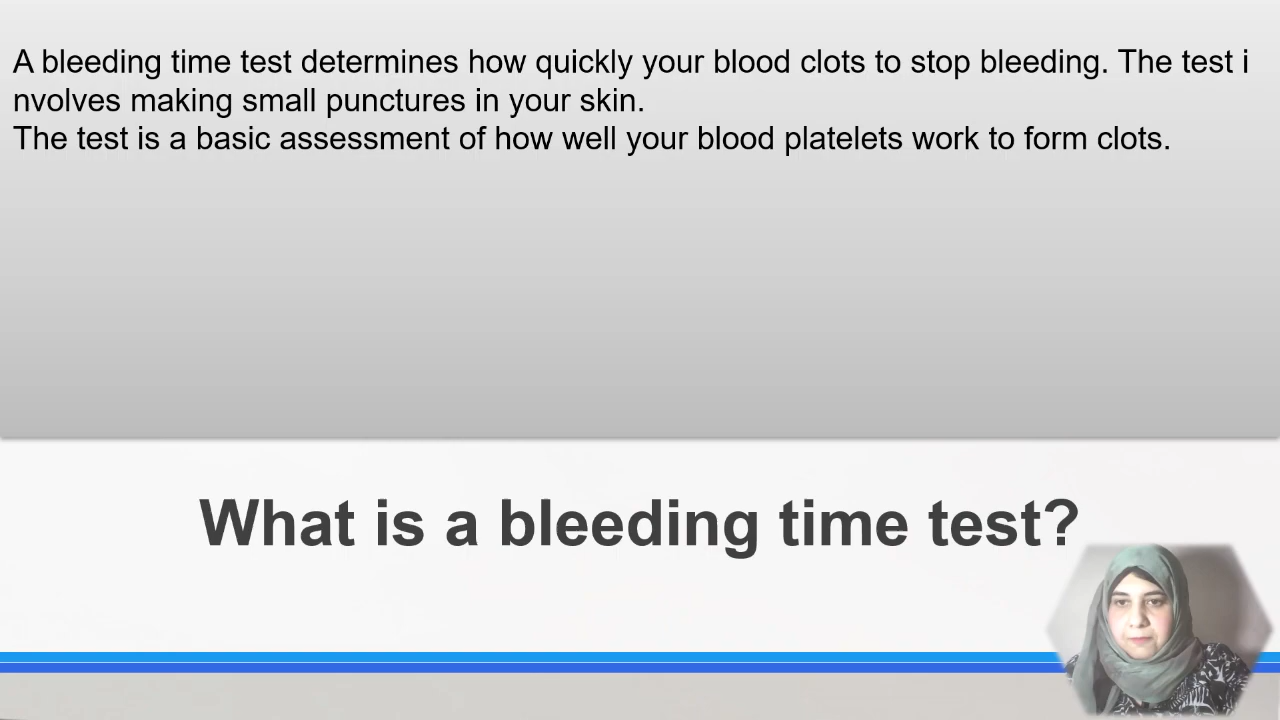 A bleeding time test determines how quickly your blood clots to stop bleeding. The test i
nvolves making small punctures in your skin.
The test is a basic assessment of how well your blood platelets work to form clots.
What is a bleeding time test?